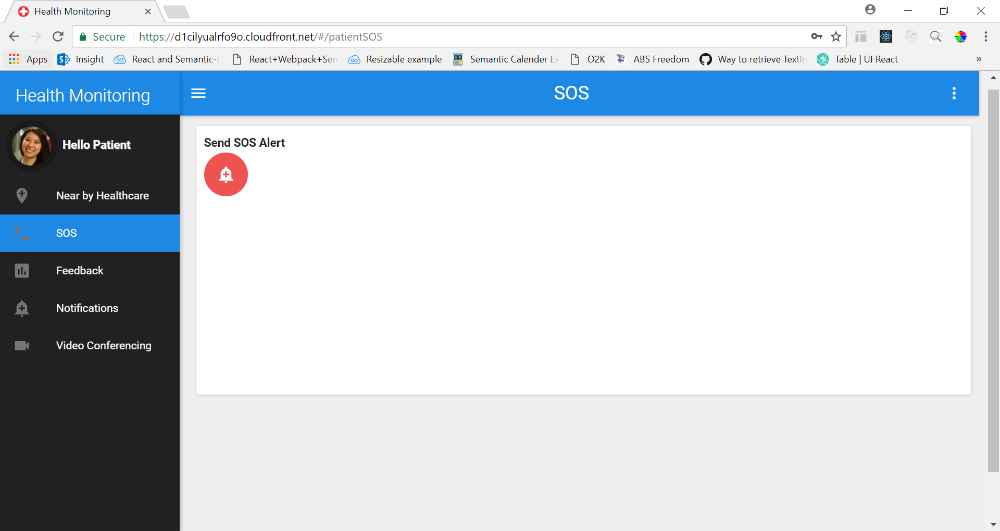 Health Monitoring
Secure https://d1cilyualrfo9o.cloudfront.net/#/patientSOS
Apps Insight React and Semantic- React+Webpack+Sem Resizable example Semantic Calender Ex O2K ABS Freedom Way to retrieve TextIn Table | UI React »
Health Monitoring
SOS
Hello Patient
Send SOS Alert
Near by Healthcare
SOS
Feedback
Notifications
Video Conferencing